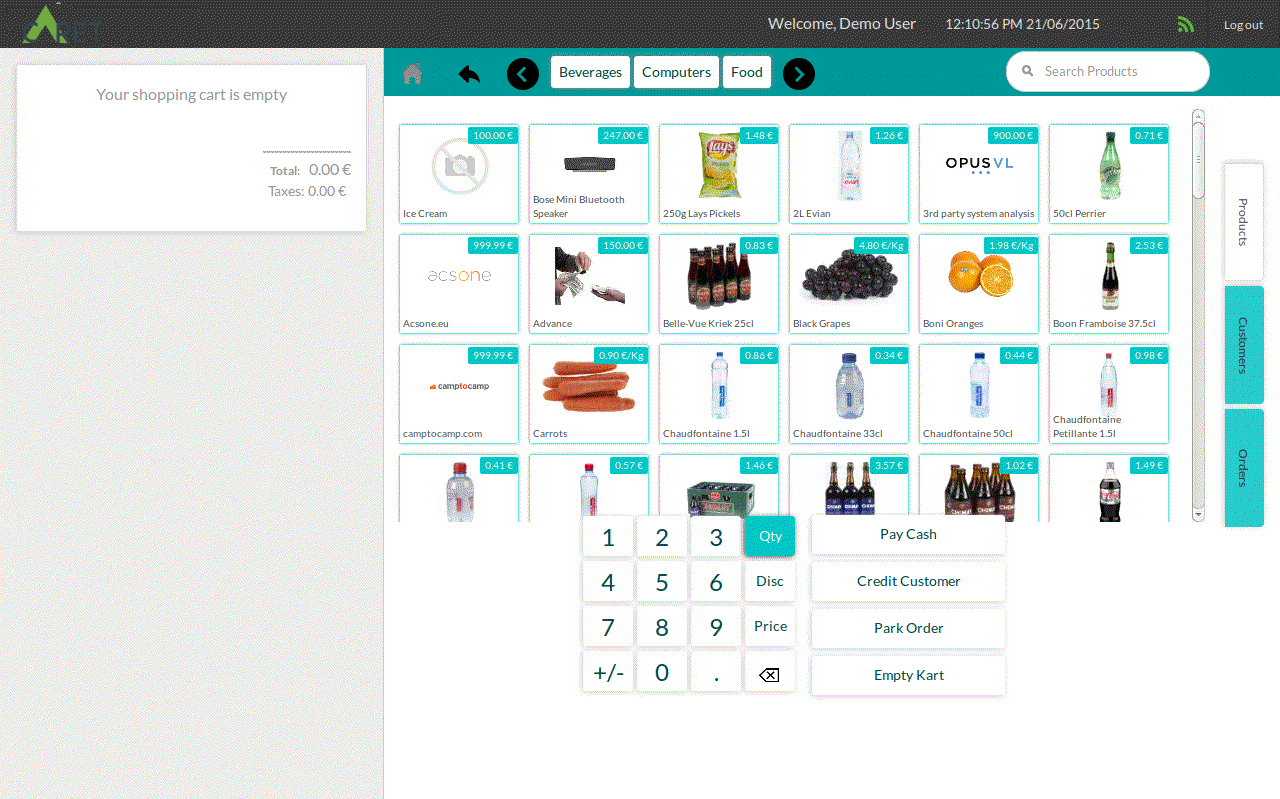 Welcome, Demo User
12:10:56 PM 21/06/2015
Log out
Your shopping cart is empty
Total: 0.00 €
Taxes: 0.00 €
Beverages
Computers
Food
Search Products
100.00 €
Ice Cream
247.00 €
Bose Mini Bluetooth
Speaker
1.48 €
Lay's
250g Lays Pickels
1.26 €
evian
2L Evian
900.00 €
OPUS VL
3rd party system analysis
0.71 €
50cl Perrier
999.99 €
acsone
Acsone.eu
150.00 €
Advance
0.83 €
Belle-Vue Kriek 25cl
4.80 €/Kg
Black Grapes
1.98 €/Kg
Boni Oranges
2.53 €
Boon Framboise 37.5cl
999.99 €
camptocamp
camptocamp.com
0.90 €/Kg
Carrots
0.86 €
Chaudfontaine 1.5l
0.34 €
Chaudfontaine 33cl
0.44 €
Chaudfontaine 50cl
0.98 €
Chaudfontaine
Petillante 1.5l
0.41 €
0.57 €
1.46 €
3.57 €
1.02 €
1.49 €
Products
Customers
Orders
1
2
3
Qty
4
5
6
Disc
7
8
9
Price
+/-
0
.
Pay Cash
Credit Customer
Park Order
Empty Kart